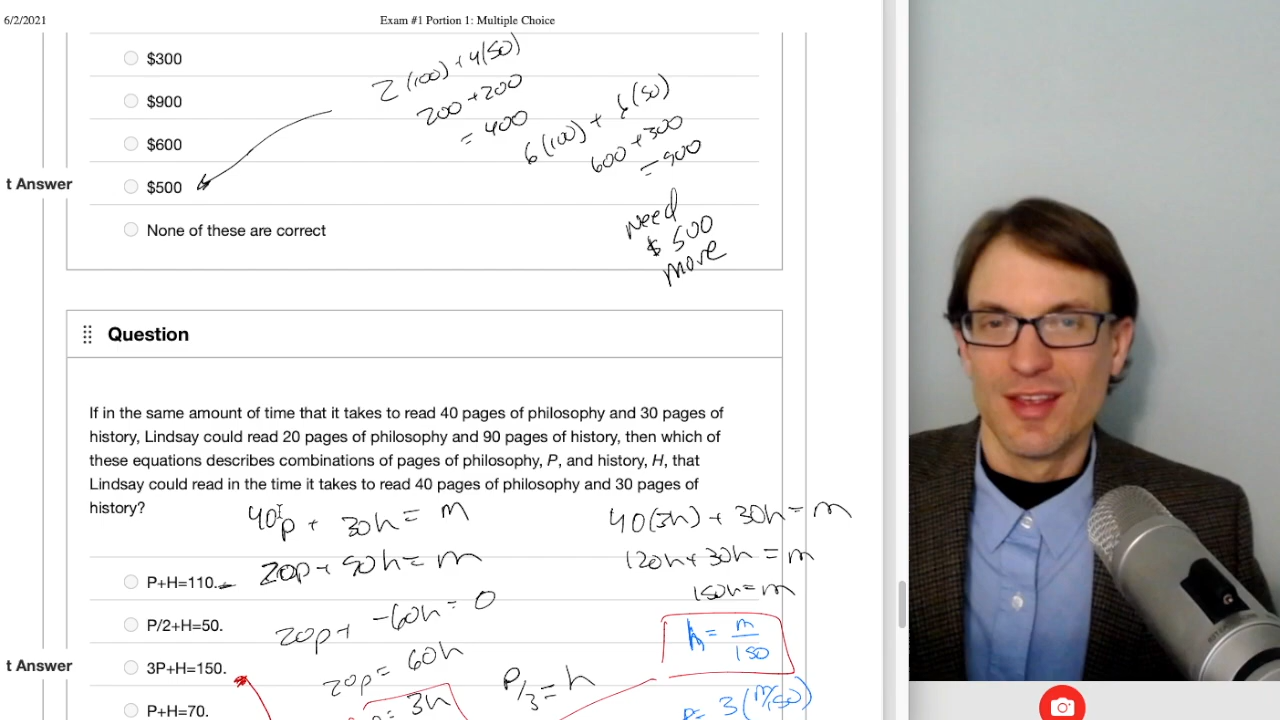 6/2/2021
Exam #1 Portion 1: Multiple Choice
$300
$900
$600
t Answer
$500
None of these are correct
2(100)+4(50)
200+200
=400
6(100)+6(50)
600+300
=900
Need
$500
more
Question
If in the same amount of time that it takes to read 40 pages of philosophy and 30 pages of
history, Lindsay could read 20 pages of philosophy and 90 pages of history, then which of
these equations describes combinations of pages of philosophy, P, and history, H, that
Lindsay could read in the time it takes to read 40 pages of philosophy and 30 pages of
history?
40p + 30h = m
20p + 90h = m
20p + -60h = 0
20p = 60h
p = 3h
P/3 = h
40(3h) + 30h = m
120h + 30h = m
150h = m
h = m/150
P= 3(m/150)
P+H=110.
P/2+H=50.
t Answer
3P+H=150.
P+H=70.